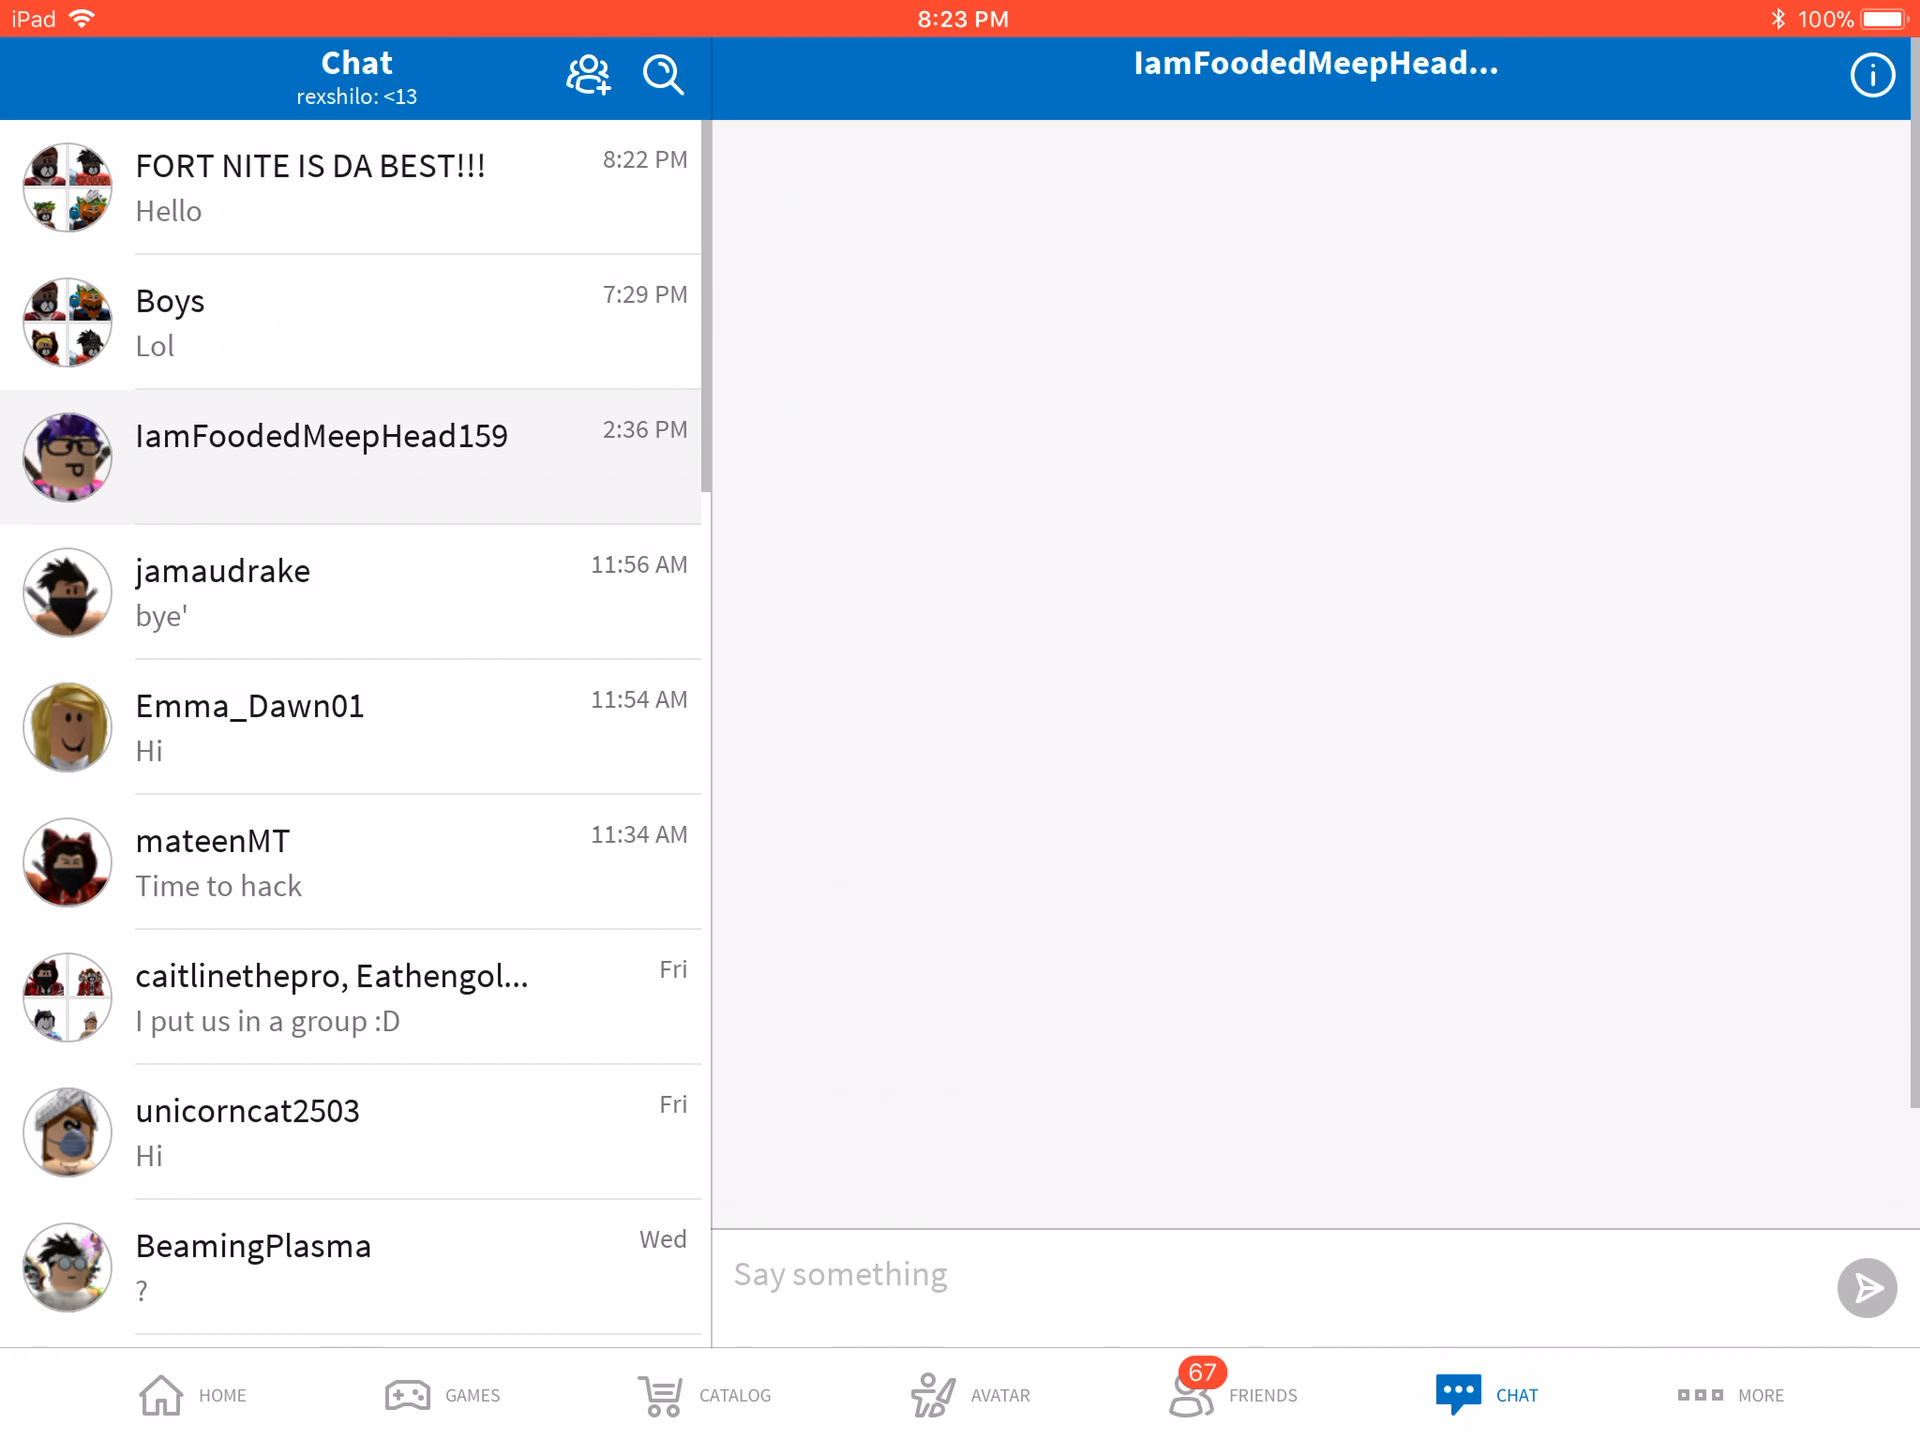 iPad 8:23 PM 100%
Chat
rexshilo: <13
IamFoodedMeepHead...
FORT NITE IS DA BEST!!! 8:22 PM
Hello
Boys 7:29 PM
Lol
IamFoodedMeepHead159 2:36 PM
jamaudrake 11:56 AM
bye'
Emma_Dawn01 11:54 AM
Hi
mateenMT 11:34 AM
Time to hack
caitlinethepro, Eathengol... Fri
I put us in a group :D
unicorncat2503 Fri
Hi
BeamingPlasma Wed
?
Say something
HOME GAMES CATALOG AVATAR 67 FRIENDS CHAT MORE